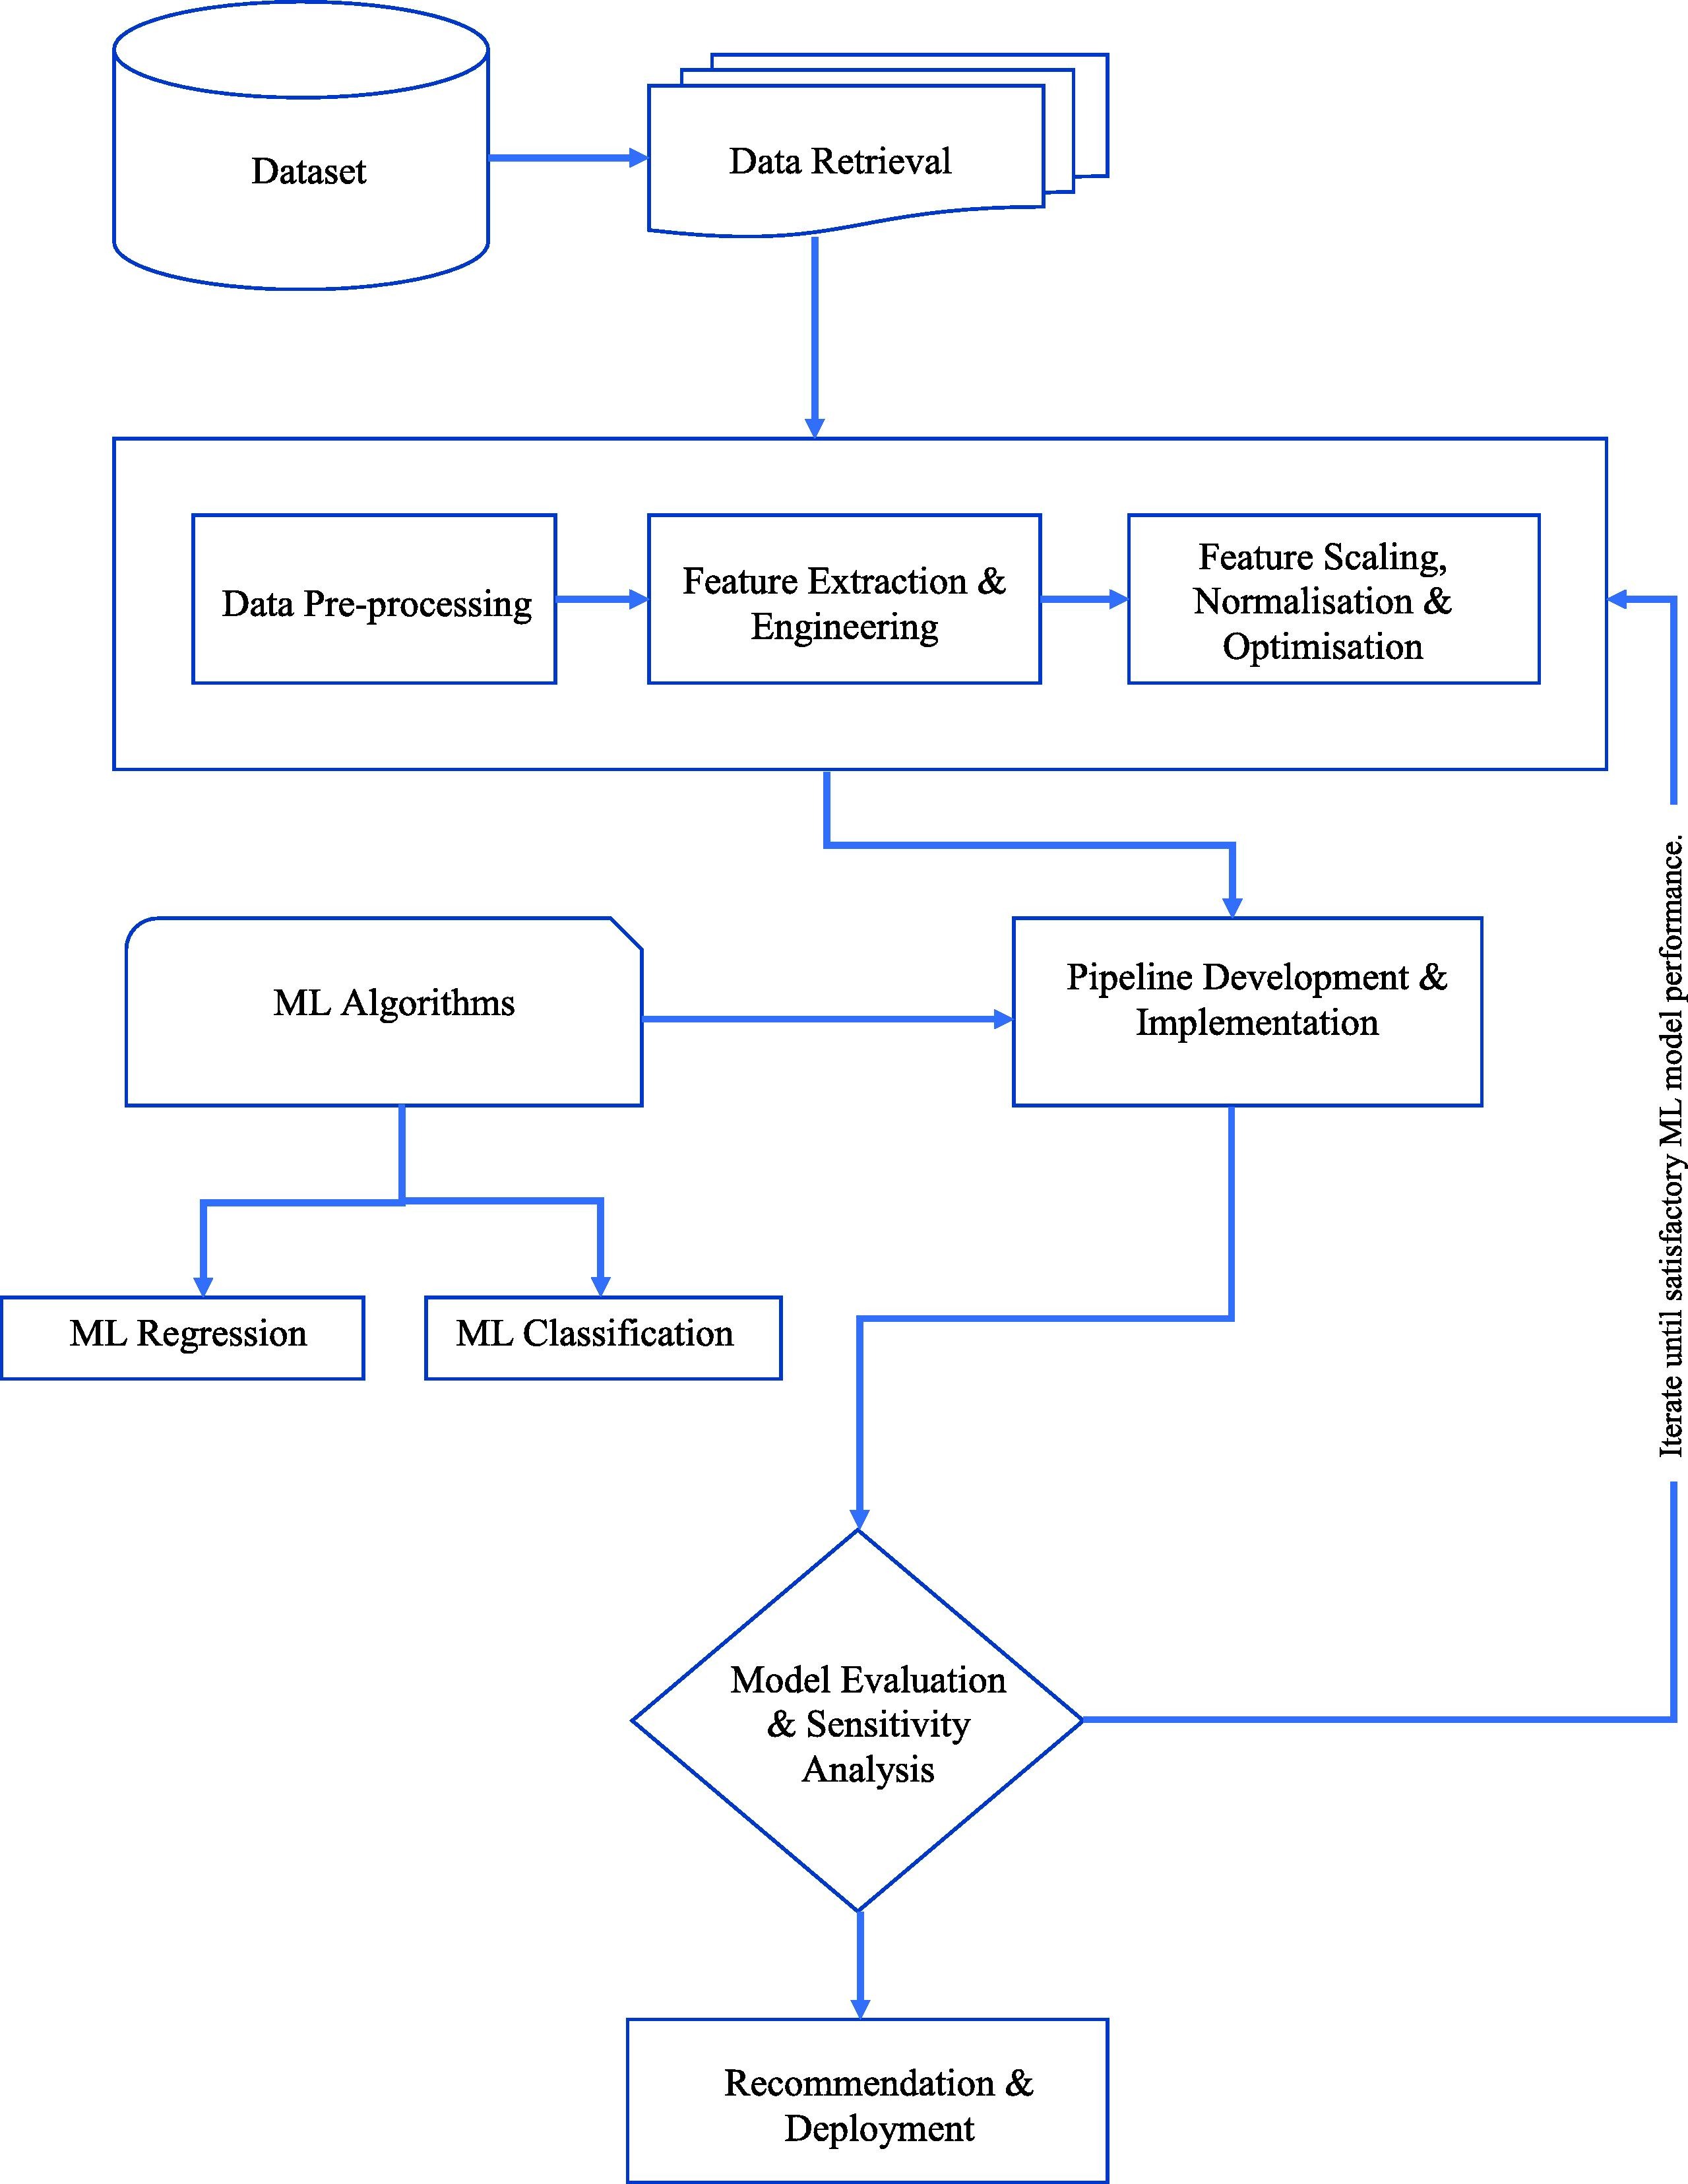 Dataset
Data Retrieval
Data Pre-processing
Feature Extraction &
Engineering
Feature Scaling,
Normalisation &
Optimisation
ML Algorithms
Pipeline Development &
Implementation
ML Regression
ML Classification
Iterate until satisfactory ML model performance.
Model Evaluation
& Sensitivity
Analysis
Recommendation &
Deployment